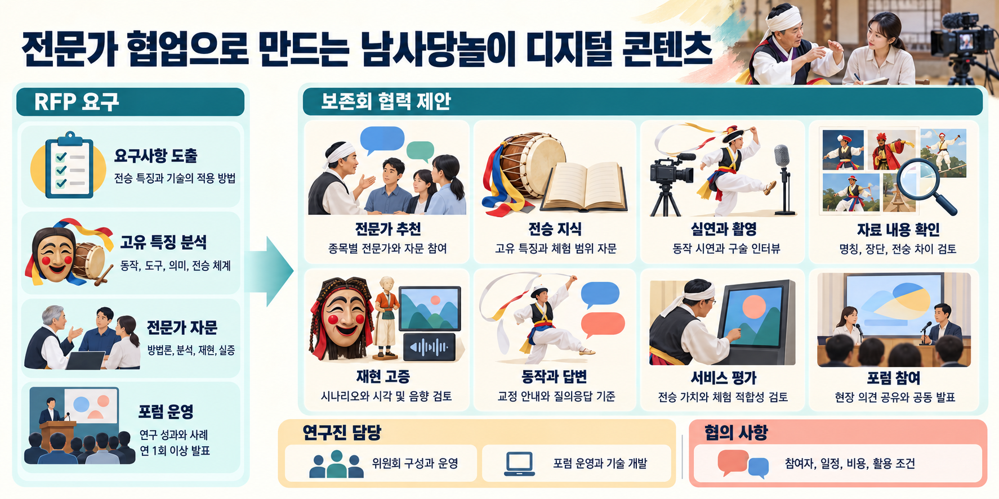 전문가 협업으로 만드는 남사당놀이 디지털 콘텐츠
RFP 요구
요구사항 도출
전승 특징과 기술의 적용 방법
고유 특징 분석
동작, 도구, 의미, 전승 체계
전문가 자문
방법론, 분석, 재현, 실증
포럼 운영
연구 성과와 사례
연 1회 이상 발표
보존회 협력 제안
전문가 추천
종목별 전문가와 자문 참여
전승 지식
고유 특징과 체험 범위 자문
실연과 촬영
동작 시연과 구술 인터뷰
자료 내용 확인
명칭, 장단, 전승 차이 검토
재현 고증
시나리오와 시각 및 음향 검토
동작과 답변
교정 안내와 질의응답 기준
서비스 평가
전승 가치와 체험 적합성 검토
포럼 참여
현장 의견 공유와 공동 발표
연구진 담당
위원회 구성과 운영
포럼 운영과 기술 개발
협의 사항
참여자, 일정, 비용, 활용 조건